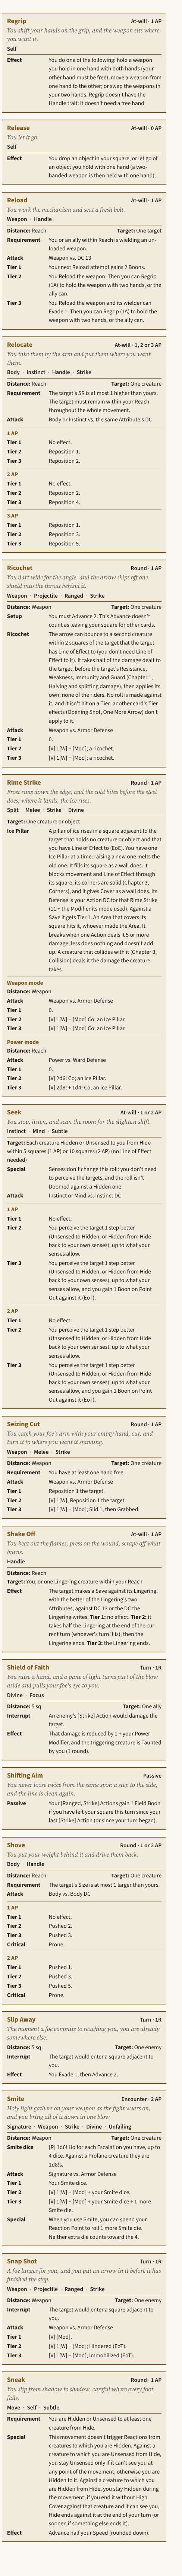 Regrip At-will · 1 AP
You shift your hands on the grip, and the weapon sits where
you want it.
Self
Effect You do one of the following: hold a weapon
you hold in one hand with both hands (your
other hand must be free); move a weapon from
one hand to the other; or swap the weapons in
your two hands. Regrip doesn't need the
Handle trait: it doesn't need a free hand.
Release At-will · 0 AP
You let it go.
Self
Effect You drop an object in your square, or let go of
an object you hold with one hand (a two-
handed weapon is then held with one hand).
Reload At-will · 1 AP
You work the mechanism and seat a fresh bolt.
Weapon · Handle
Distance: Reach Target: One target
Requirement You or an ally within Reach is wielding an un-
loaded weapon.
Attack Weapon vs. DC 13
Tier 1 Your next Reload attempt gains 2 Boons.
Tier 2 You Reload the weapon. Then you can Regrip
(1A) to hold the weapon with two hands, or the
ally can.
Tier 3 You Reload the weapon and its wielder can
Evade 1. Then you can Regrip (1A) to hold the
weapon with two hands, or the ally can.
Relocate At-will · 1, 2 or 3 AP
You take them by the arm and put them where you want
them.
Body · Instinct · Handle · Strike
Distance: Reach Target: One creature
Requirement The target's SR is at most 1 higher than yours.
The target must remain within your Reach
throughout the whole movement.
Attack Body or Instinct vs. the same Attribute's DC
1 AP
Tier 1 No effect.
Tier 2 Reposition 1.
Tier 3 Reposition 2.
2 AP
Tier 1 No effect.
Tier 2 Reposition 2.
Tier 3 Reposition 4.
3 AP
Tier 1 Reposition 1.
Tier 2 Reposition 3.
Tier 3 Reposition 5.
Ricochet Round · 1 AP
You dart wide for the angle, and the arrow skips off one
shield into the throat behind it.
Weapon · Projectile · Ranged · Strike
Distance: Weapon Target: One creature
Setup You must Advance 2. This Advance doesn't
count as leaving your square for other cards.
Ricochet The arrow can bounce to a second creature
within 2 squares of the target that the target
has Line of Effect to (you don't need Line of
Effect to it). It takes half of the damage dealt to
the target, before the target's Resistance,
Weakness, Immunity and Guard (Chapter 1,
Halving and splitting damage), then applies its
own; none of the riders. No roll is made against
it, and it isn't hit on a Tier: another card's Tier
effects (Opening Shot, One More Arrow) don't
apply to it.
Attack Weapon vs. Armor Defense
Tier 1 0.
Tier 2 [V] 1[W] + [Mod]; a ricochet.
Tier 3 [V] 2[W] + [Mod]; a ricochet.
Rime Strike Round · 1 AP
Frost runs down the edge, and the cold bites before the steel
does; where it lands, the ice rises.
Split · Melee · Strike · Divine
Target: One creature or object
Ice Pillar A pillar of ice rises in a square adjacent to the
target that holds no creature or object and that
you have Line of Effect to (EoE). You have one
Ice Pillar at a time: raising a new one melts the
old one. It fills its square as a wall does: it
blocks movement and Line of Effect through
its square, its corners are solid (Chapter 3,
Corners), and it gives Cover as a wall does. Its
Defense is your Action DC for that Rime Strike
(11 + the Modifier its mode used). Against a
Save it gets Tier 1. An Area that covers its
square hits it, whoever made the Area. It
breaks when one Action deals it 5 or more
damage; less does nothing and doesn't add
up. A creature that collides with it (Chapter 3,
Collision) deals it the damage the creature
takes.
Weapon mode
Distance: Weapon
Attack Weapon vs. Armor Defense
Tier 1 0.
Tier 2 [V] 1[W] + [Mod] Co; an Ice Pillar.
Tier 3 [V] 2[W] + [Mod] Co; an Ice Pillar.
Power mode
Distance: Reach
Attack Power vs. Ward Defense
Tier 1 0.
Tier 2 [V] 2d6! Co; an Ice Pillar.
Tier 3 [V] 2d8! + 1d4! Co; an Ice Pillar.
Seek At-will · 1 or 2 AP
You stop, listen, and scan the room for the slightest shift.
Instinct · Mind · Subtle
Target: Each creature Hidden or Unsensed to you from Hide
within 5 squares (1 AP) or 10 squares (2 AP) (no Line of Effect
needed)
Special Senses don't change this roll: you don't need
to perceive the targets, and the roll isn't
Doomed against a Hidden one.
Attack Instinct or Mind vs. Instinct DC
1 AP
Tier 1 No effect.
Tier 2 You perceive the target 1 step better
(Unsensed to Hidden, or Hidden from Hide
back to your own senses), up to what your
senses allow.
Tier 3 You perceive the target 1 step better
(Unsensed to Hidden, or Hidden from Hide
back to your own senses), up to what your
senses allow, and you gain 1 Boon on Point
Out against it (EoT).
2 AP
Tier 1 No effect.
Tier 2 You perceive the target 1 step better
(Unsensed to Hidden, or Hidden from Hide
back to your own senses), up to what your
senses allow.
Tier 3 You perceive the target 1 step better
(Unsensed to Hidden, or Hidden from Hide
back to your own senses), up to what your
senses allow, and you gain 1 Boon on Point
Out against it (EoT).
Seizing Cut Round · 1 AP
You catch your foe's arm with your empty hand, cut, and
turn it to where you want it standing.
Weapon · Melee · Strike
Distance: Weapon Target: One creature
Requirement You have at least one hand free.
Attack Weapon vs. Armor Defense
Tier 1 Reposition 1 the target.
Tier 2 [V] 1[W]; Reposition 1 the target.
Tier 3 [V] 1[W] + [Mod]; Slid 1, then Grabbed.
Shake Off At-will · 1 AP
You beat out the flames, press on the wound, scrape off what
burns.
Handle
Distance: Reach
Target: You, or one Lingering creature within your Reach
Effect The target makes a Save against its Lingering,
with the better of the Lingering's two
Attributes, against DC 13 or the DC the
Lingering writes. Tier 1: no effect. Tier 2: it
takes half the Lingering at the end of the cur-
rent turn (whoever's turn it is), then the
Lingering ends. Tier 3: the Lingering ends.
Shield of Faith Turn · 1R
You raise a hand, and a pane of light turns part of the blow
aside and pulls your foe's eye to you.
Divine · Focus
Distance: 5 sq. Target: One ally
Interrupt An enemy's [Strike] Action would damage the
target.
Effect That damage is reduced by 1 + your Power
Modifier, and the triggering creature is Taunted
by you (1 round).
Shifting Aim Passive
You never loose twice from the same spot: a step to the side,
and the line is clean again.
Passive Your [Ranged, Strike] Actions gain 1 Field Boon
if you have left your square this turn since your
last [Strike] Action (or since your turn began).
Shove Round · 1 or 2 AP
You put your weight behind it and drive them back.
Body · Handle
Distance: Reach Target: One creature
Requirement The target's Size is at most 1 larger than yours.
Attack Body vs. Body DC
1 AP
Tier 1 No effect.
Tier 2 Pushed 2.
Tier 3 Pushed 3.
Critical Prone.
2 AP
Tier 1 Pushed 1.
Tier 2 Pushed 3.
Tier 3 Pushed 5.
Critical Prone.
Slip Away Turn · 1R
The moment a foe commits to reaching you, you are already
somewhere else.
Distance: 5 sq. Target: One enemy
Interrupt The target would enter a square adjacent to
you.
Effect You Evade 1, then Advance 2.
Smite Encounter · 2 AP
Holy light gathers on your weapon as the fight wears on,
and you bring all of it down in one blow.
Signature · Weapon · Strike · Divine · Unfailing
Distance: Weapon Target: One creature
Smite dice [R] 1d6! Ho for each Escalation you have, up to
4 dice. Against a Profane creature they are
1d8!s.
Attack Signature vs. Armor Defense
Tier 1 Your Smite dice.
Tier 2 [V] 1[W] + [Mod] + your Smite dice.
Tier 3 [V] 2[W] + [Mod] + your Smite dice + 1 more
Smite die.
Special When you use Smite, you can spend your
Reaction Point to roll 1 more Smite die.
Neither extra die counts toward the 4.
Snap Shot Turn · 1R
A foe lunges for you, and you put an arrow in it before it has
finished the step.
Weapon · Projectile · Ranged · Strike
Distance: Weapon Target: One enemy
Interrupt The target would enter a square adjacent to
you.
Tier 1 [V] [Mod].
Tier 2 [V] 1[W] + [Mod]; Hindered (EoT).
Tier 3 [V] 1[W] + [Mod]; Immobilized (EoT).
Sneak Round · 1 AP
You slip from shadow to shadow, careful where every foot
falls.
Move · Self · Subtle
Requirement You are Hidden or Unsensed to at least one
creature from Hide.
Special This movement doesn't trigger Reactions from
creatures to which you are Hidden. Against a
creature to which you are Unsensed from Hide,
you stay Unsensed only if it can't see you at
any point of the movement; otherwise you are
Hidden to it. Against a creature to which you
are Hidden from Hide, you stay Hidden during
the movement; if you end it without High
Cover against that creature and it can see you,
Hide ends against it at the end of your turn (or
sooner, if something else ends it).
Effect Advance half your Speed (rounded down).